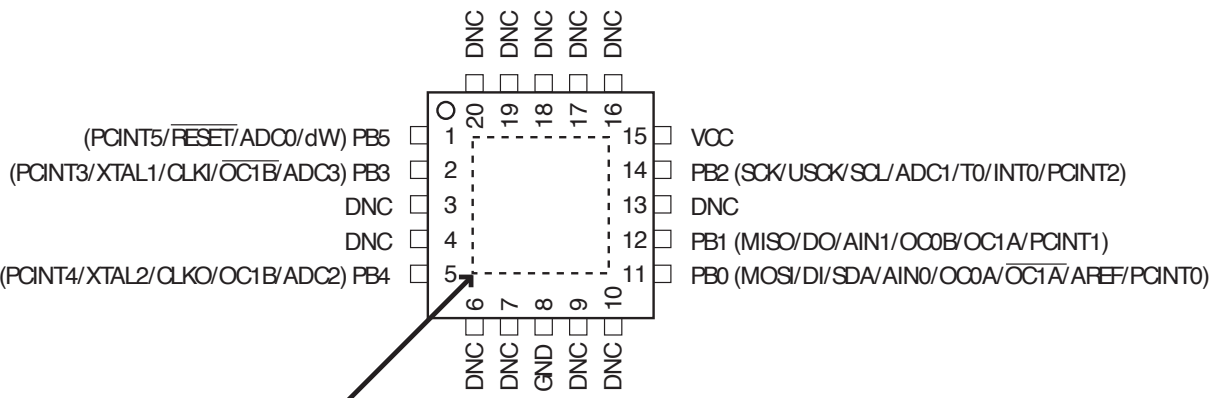 DNC DNC DNC DNC DNC
20 19 18 17 16
(PCINT5/RESET/ADC0/dW) PB5 1 15 VCC
(PCINT3/XTAL1/CLKI/OC1B/ADC3) PB3 2 14 PB2 (SCK/USCK/SCL/ADC1/T0/INT0/PCINT2)
DNC 3 13 DNC
DNC 4 12 PB1 (MISO/DO/AIN1/OC0B/OC1A/PCINT1)
(PCINT4/XTAL2/CLKO/OC1B/ADC2) PB4 5 11 PB0 (MOSI/DI/SDA/AIN0/OC0A/OC1A/AREF/PCINT0)
6 7 8 9 10
DNC DNC GND DNC DNC